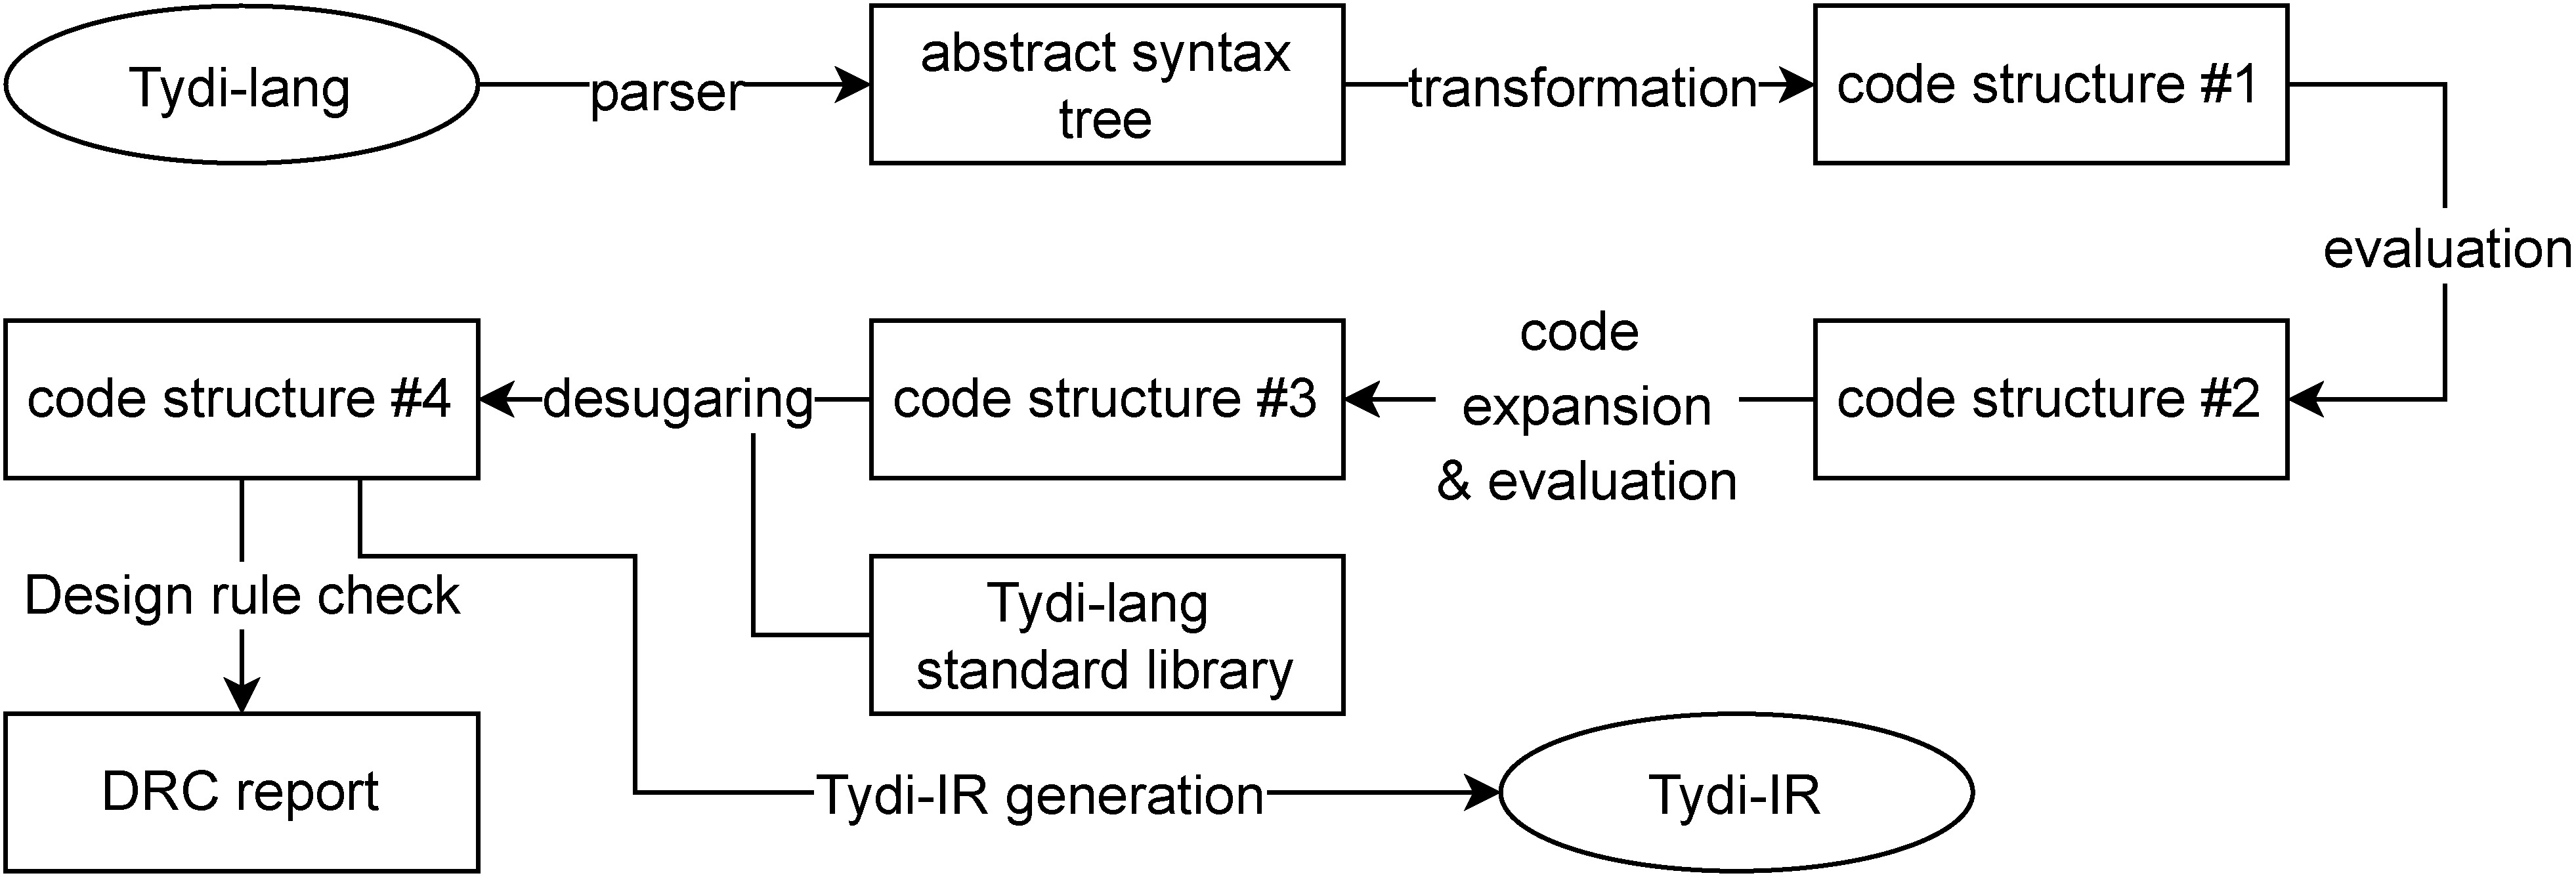 Tydi-lang
parser
abstract syntax
tree
transformation
code structure #1
evaluation
code structure #2
code
expansion
& evaluation
code structure #3
desugaring
code structure #4
Tydi-lang
standard library
Design rule check
DRC report
Tydi-IR generation
Tydi-IR